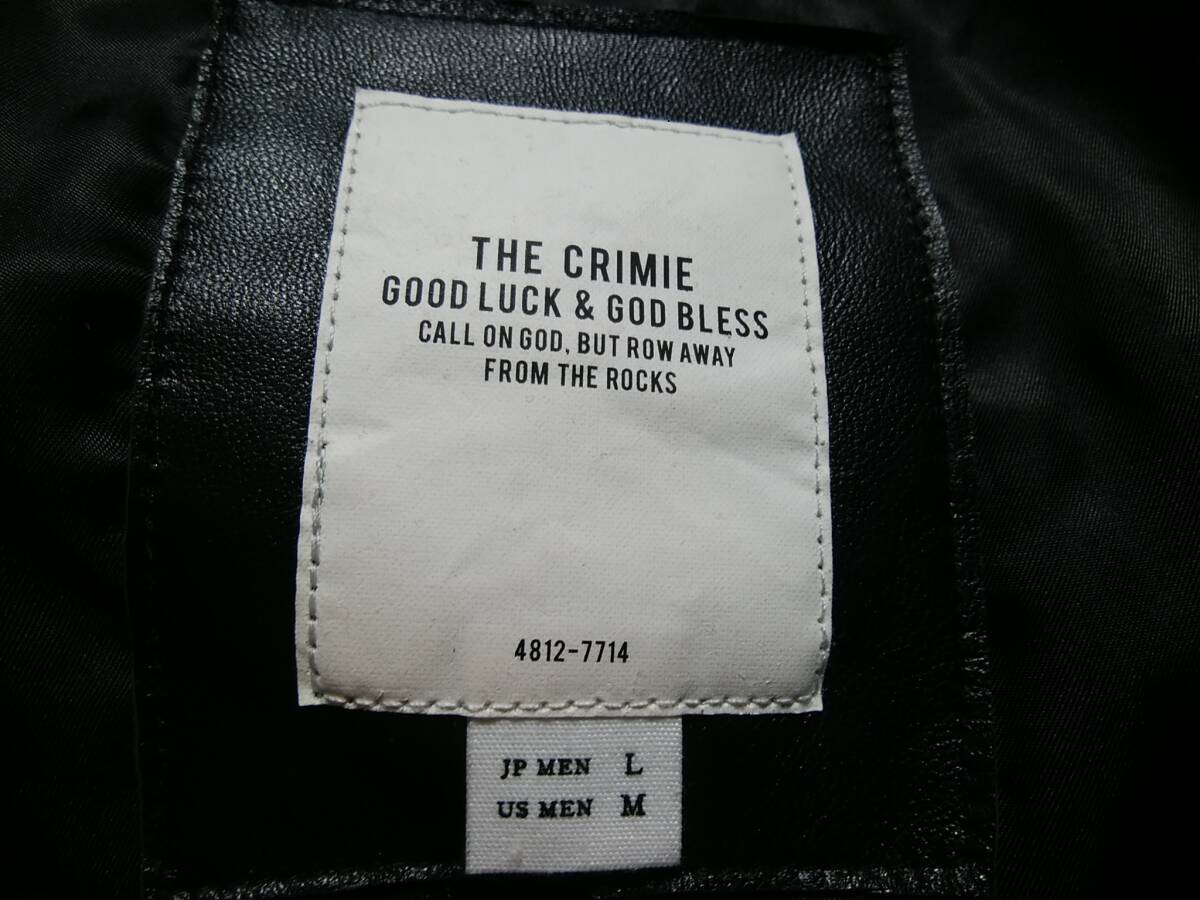 THE CRIMIE
GOOD LUCK & GOD BLESS
CALL ON GOD, BUT ROW AWAY
FROM THE ROCKS
4812-7714
JP MEN L
US MEN M